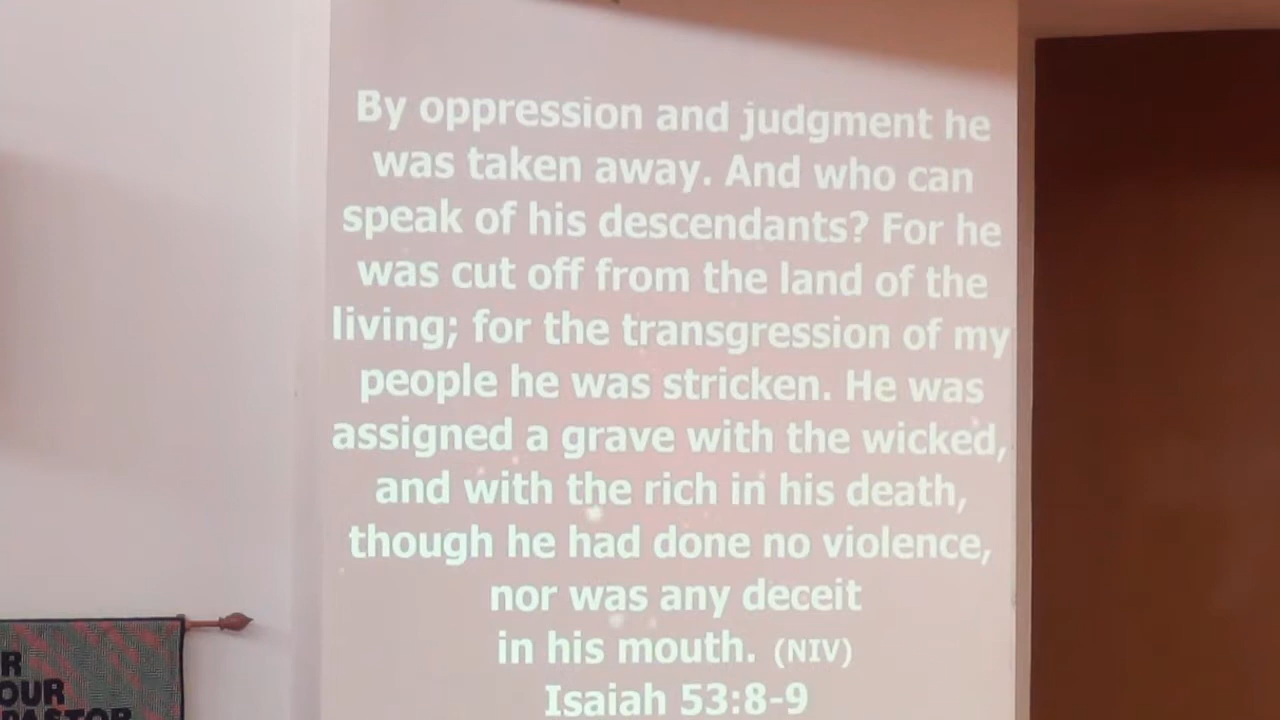 By oppression and judgment he
was taken away. And who can
speak of his descendants? For he
was cut off from the land of the
living; for the transgression of my
people he was stricken. He was
assigned a grave with the wicked,
and with the rich in his death,
though he had done no violence,
nor was any deceit
in his mouth. (NIV)
Isaiah 53:8-9
R
OUR
PASTOR